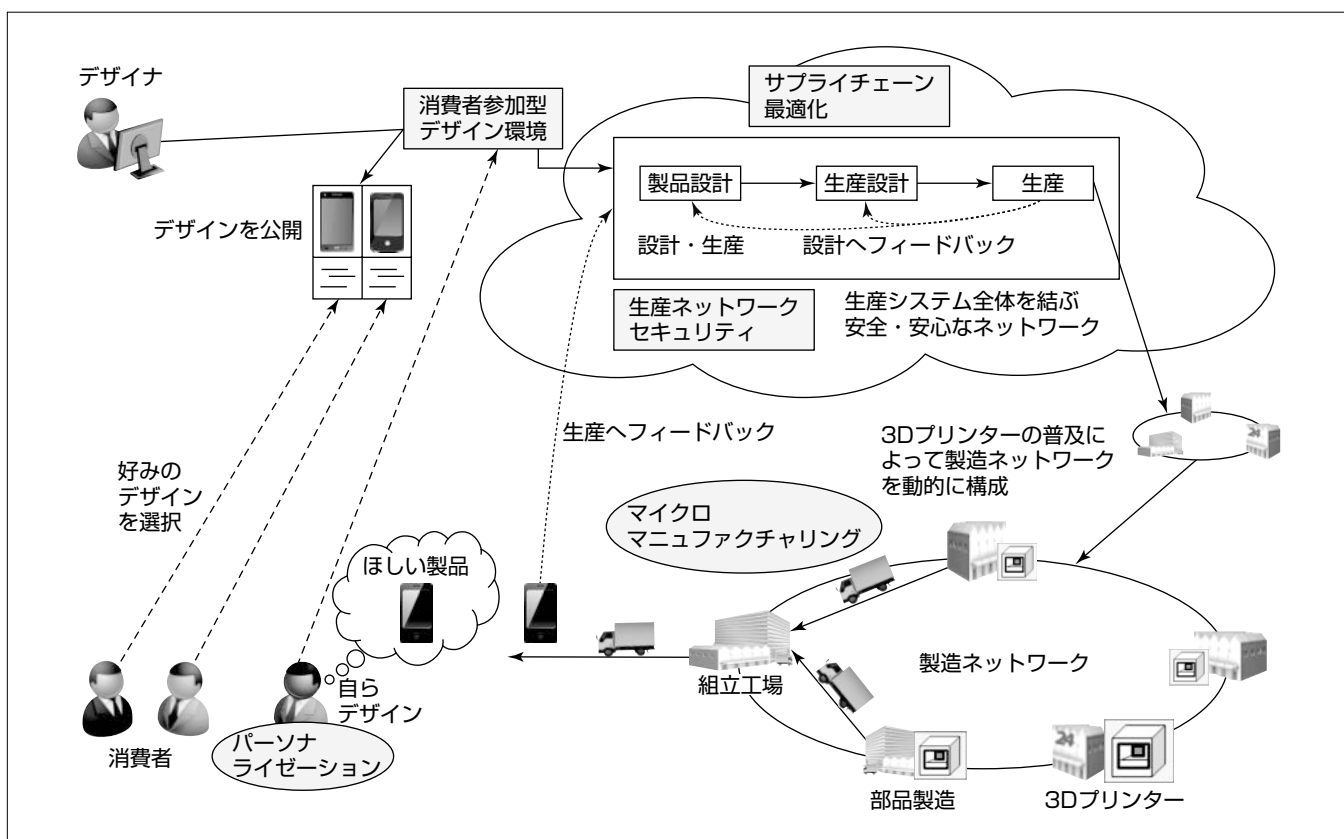 デザイナ
消費者参加型
デザイン環境
サプライチェーン
最適化
製品設計
生産設計
生産
デザインを公開
設計・生産
設計へフィードバック
生産ネットワーク
セキュリティ
生産システム全体を結ぶ
安全・安心なネットワーク
生産へフィードバック
3Dプリンターの普及に
よって製造ネットワーク
を動的に構成
24
好みの
デザイン
を選択
マイクロ
マニュファクチャリング
ほしい製品
製造ネットワーク
組立工場
自ら
デザイン
消費者
パーソナ
ライゼーション
24
部品製造
3Dプリンター